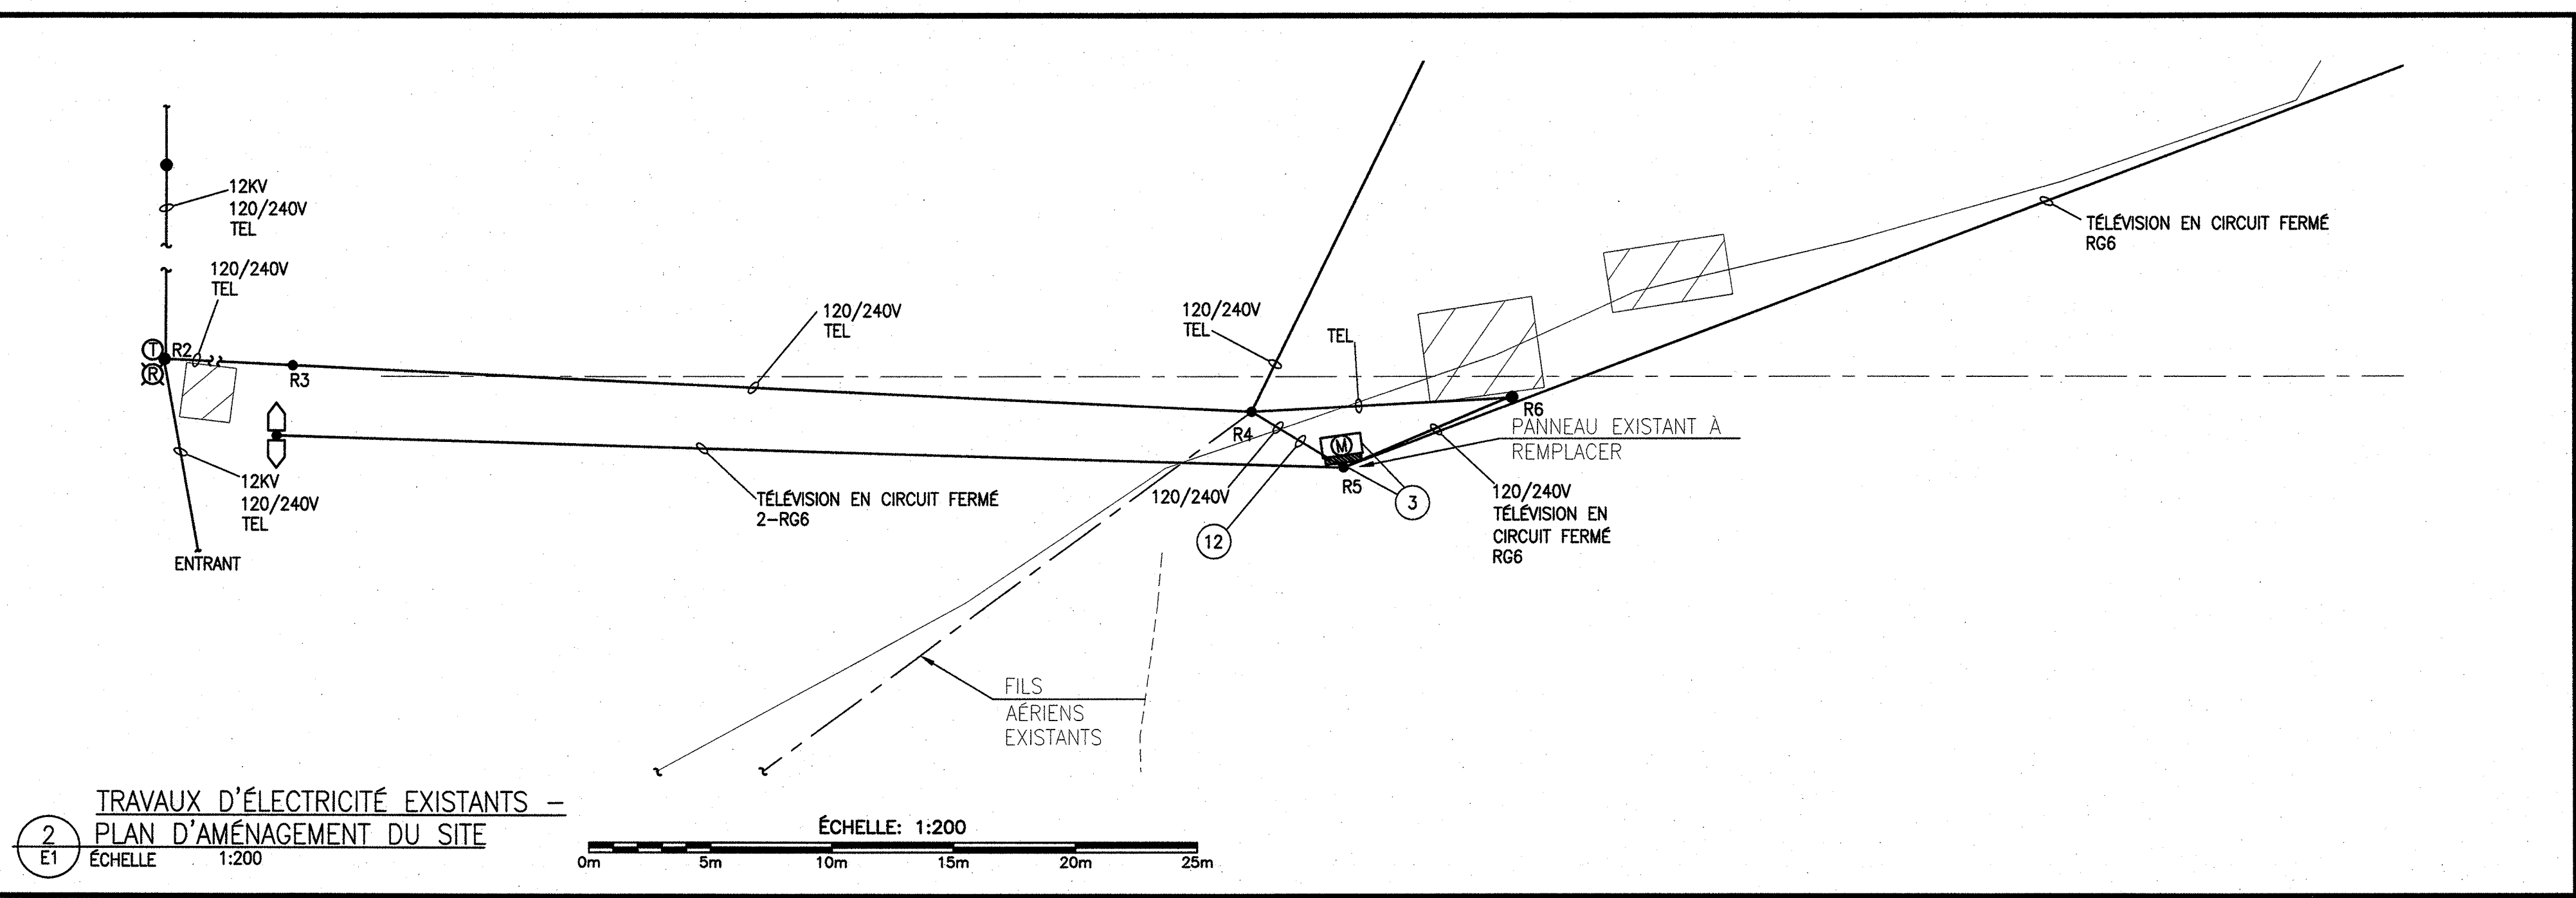 12KV
120/240V
TEL
120/240V
TEL
T
R2
R
R3
12KV
120/240V
TEL
ENTRANT
120/240V
TEL
TÉLÉVISION EN CIRCUIT FERMÉ
2-RG6
120/240V
TEL
TEL
R4
120/240V
12
M
R5
3
R6
PANNEAU EXISTANT À
REMPLACER
120/240V
TÉLÉVISION EN
CIRCUIT FERMÉ
RG6
TÉLÉVISION EN CIRCUIT FERMÉ
RG6
FILS
AÉRIENS
EXISTANTS
2
E1
TRAVAUX D'ÉLECTRICITÉ EXISTANTS –
PLAN D'AMÉNAGEMENT DU SITE
ÉCHELLE 1:200
ÉCHELLE: 1:200
0m 5m 10m 15m 20m 25m